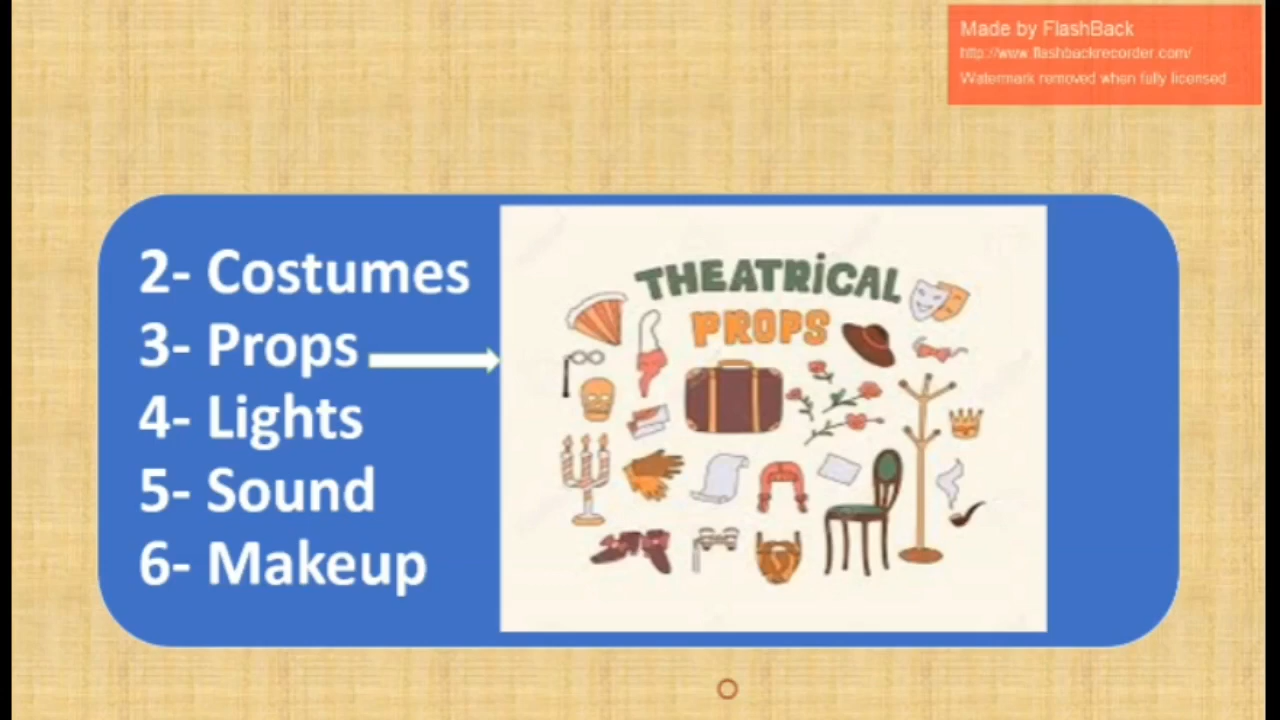 Made by FlashBack
http://www.flashbackrecorder.com/
Watermark removed when fully licensed
2- Costumes
3- Props
4- Lights
5- Sound
6- Makeup
THEATRiCAL
PROPS